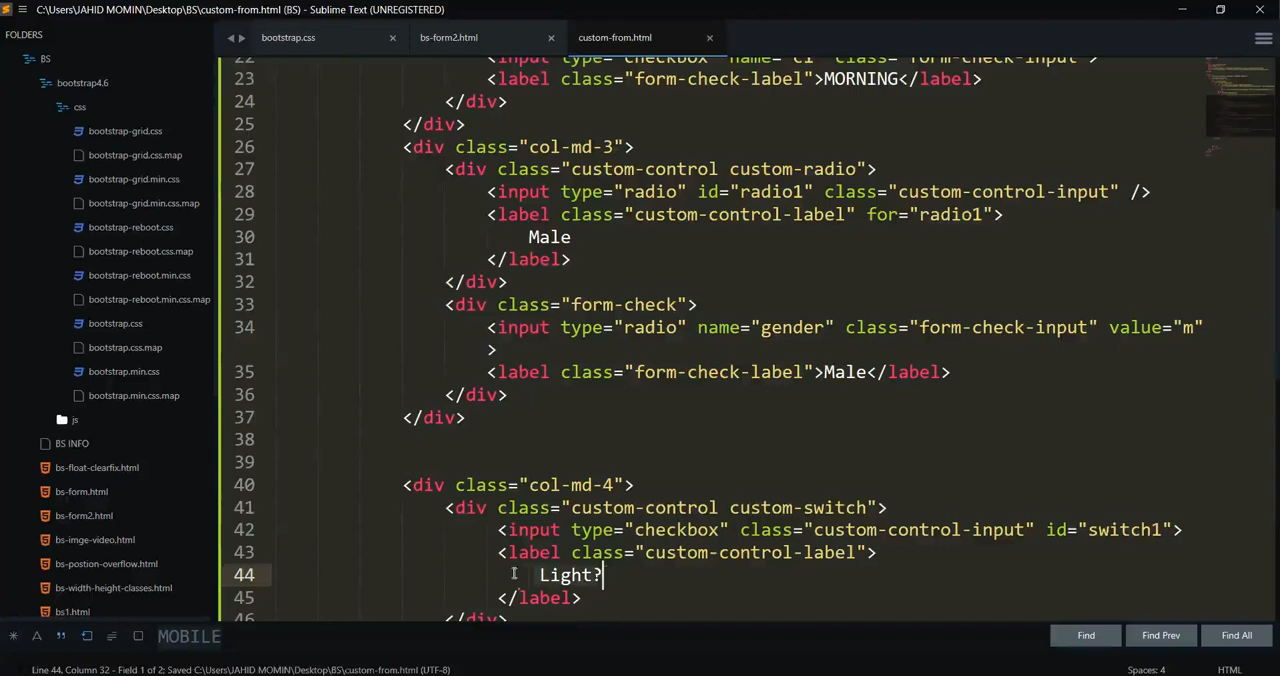 C:\Users\JAHID MOMIN\Desktop\BS\custom-from.html (BS) - Sublime Text (UNREGISTERED)
FOLDERS
BS
bootstrap4.6
css
bootstrap-grid.css
bootstrap-grid.css.map
bootstrap-grid.min.css
bootstrap-grid.min.css.map
bootstrap-reboot.css
bootstrap-reboot.css.map
bootstrap-reboot.min.css
bootstrap-reboot.min.css.map
bootstrap.css
bootstrap.css.map
bootstrap.min.css
bootstrap.min.css.map
js
BS INFO
bs-float-clearfix.html
bs-form.html
bs-form2.html
bs-imge-video.html
bs-postion-overflow.html
bs-width-height-classes.html
bs1.html
bootstrap.css
bs-form2.html
custom-from.html
22 <input type="checkbox" name="c1" class="form-check-input">
23 <label class="form-check-label">MORNING</label>
24 </div>
25 </div>
26 <div class="col-md-3">
27 <div class="custom-control custom-radio">
28 <input type="radio" id="radio1" class="custom-control-input" />
29 <label class="custom-control-label" for="radio1">
30 Male
31 </label>
32 </div>
33 <div class="form-check">
34 <input type="radio" name="gender" class="form-check-input" value="m"
>
35 <label class="form-check-label">Male</label>
36 </div>
37 </div>
38
39
40 <div class="col-md-4">
41 <div class="custom-control custom-switch">
42 <input type="checkbox" class="custom-control-input" id="switch1">
43 <label class="custom-control-label">
44 Light?
45 </label>
46 </div>
MOBILE
Find
Find Prev
Find All
Line 44, Column 32 - Field 1 of 2; Saved C:\Users\JAHID MOMIN\Desktop\BS\custom-from.html (UTF-8)
Spaces: 4
HTML